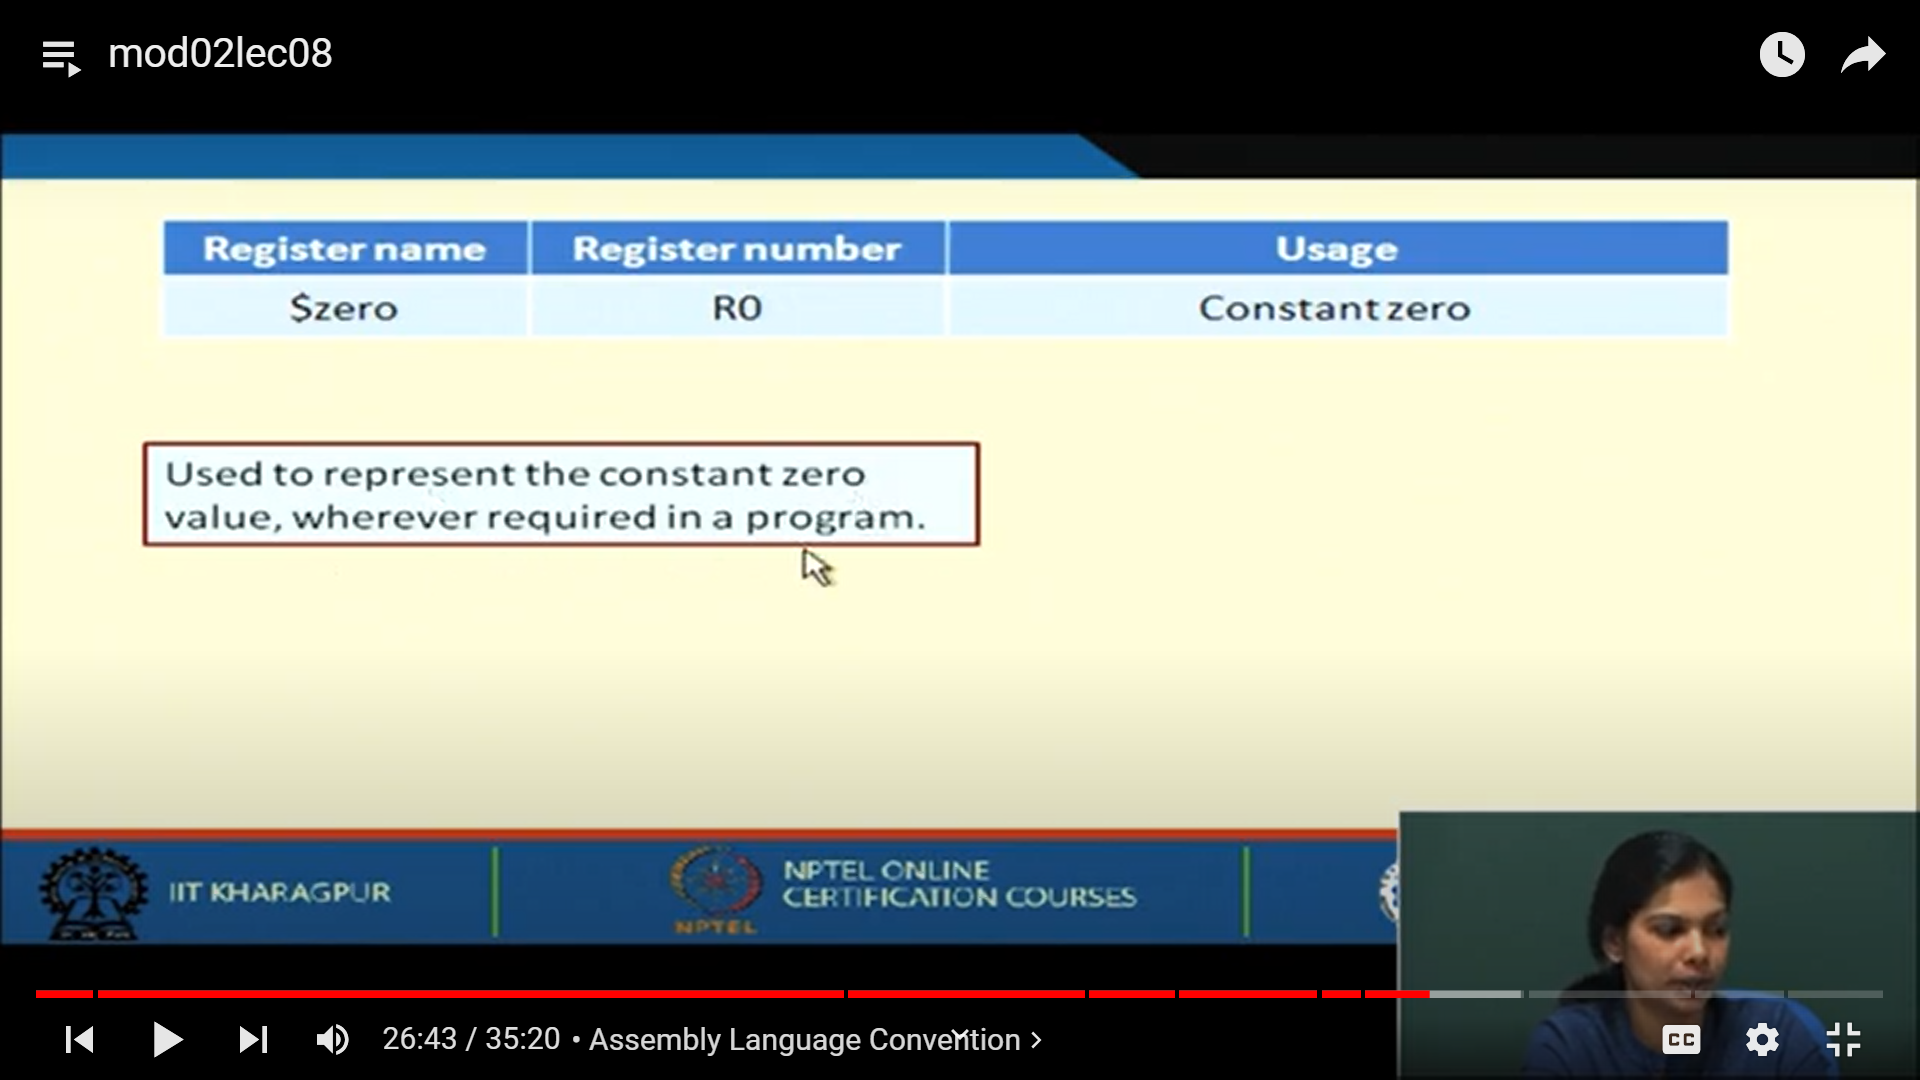 mod02lec08
Register name Register number Usage
$zero R0 Constant zero
Used to represent the constant zero
value, wherever required in a program.
IIT KHARAGPUR
NPTEL
NPTEL ONLINE
CERTIFICATION COURSES
26:43 / 35:20 • Assembly Language Convention >
CC